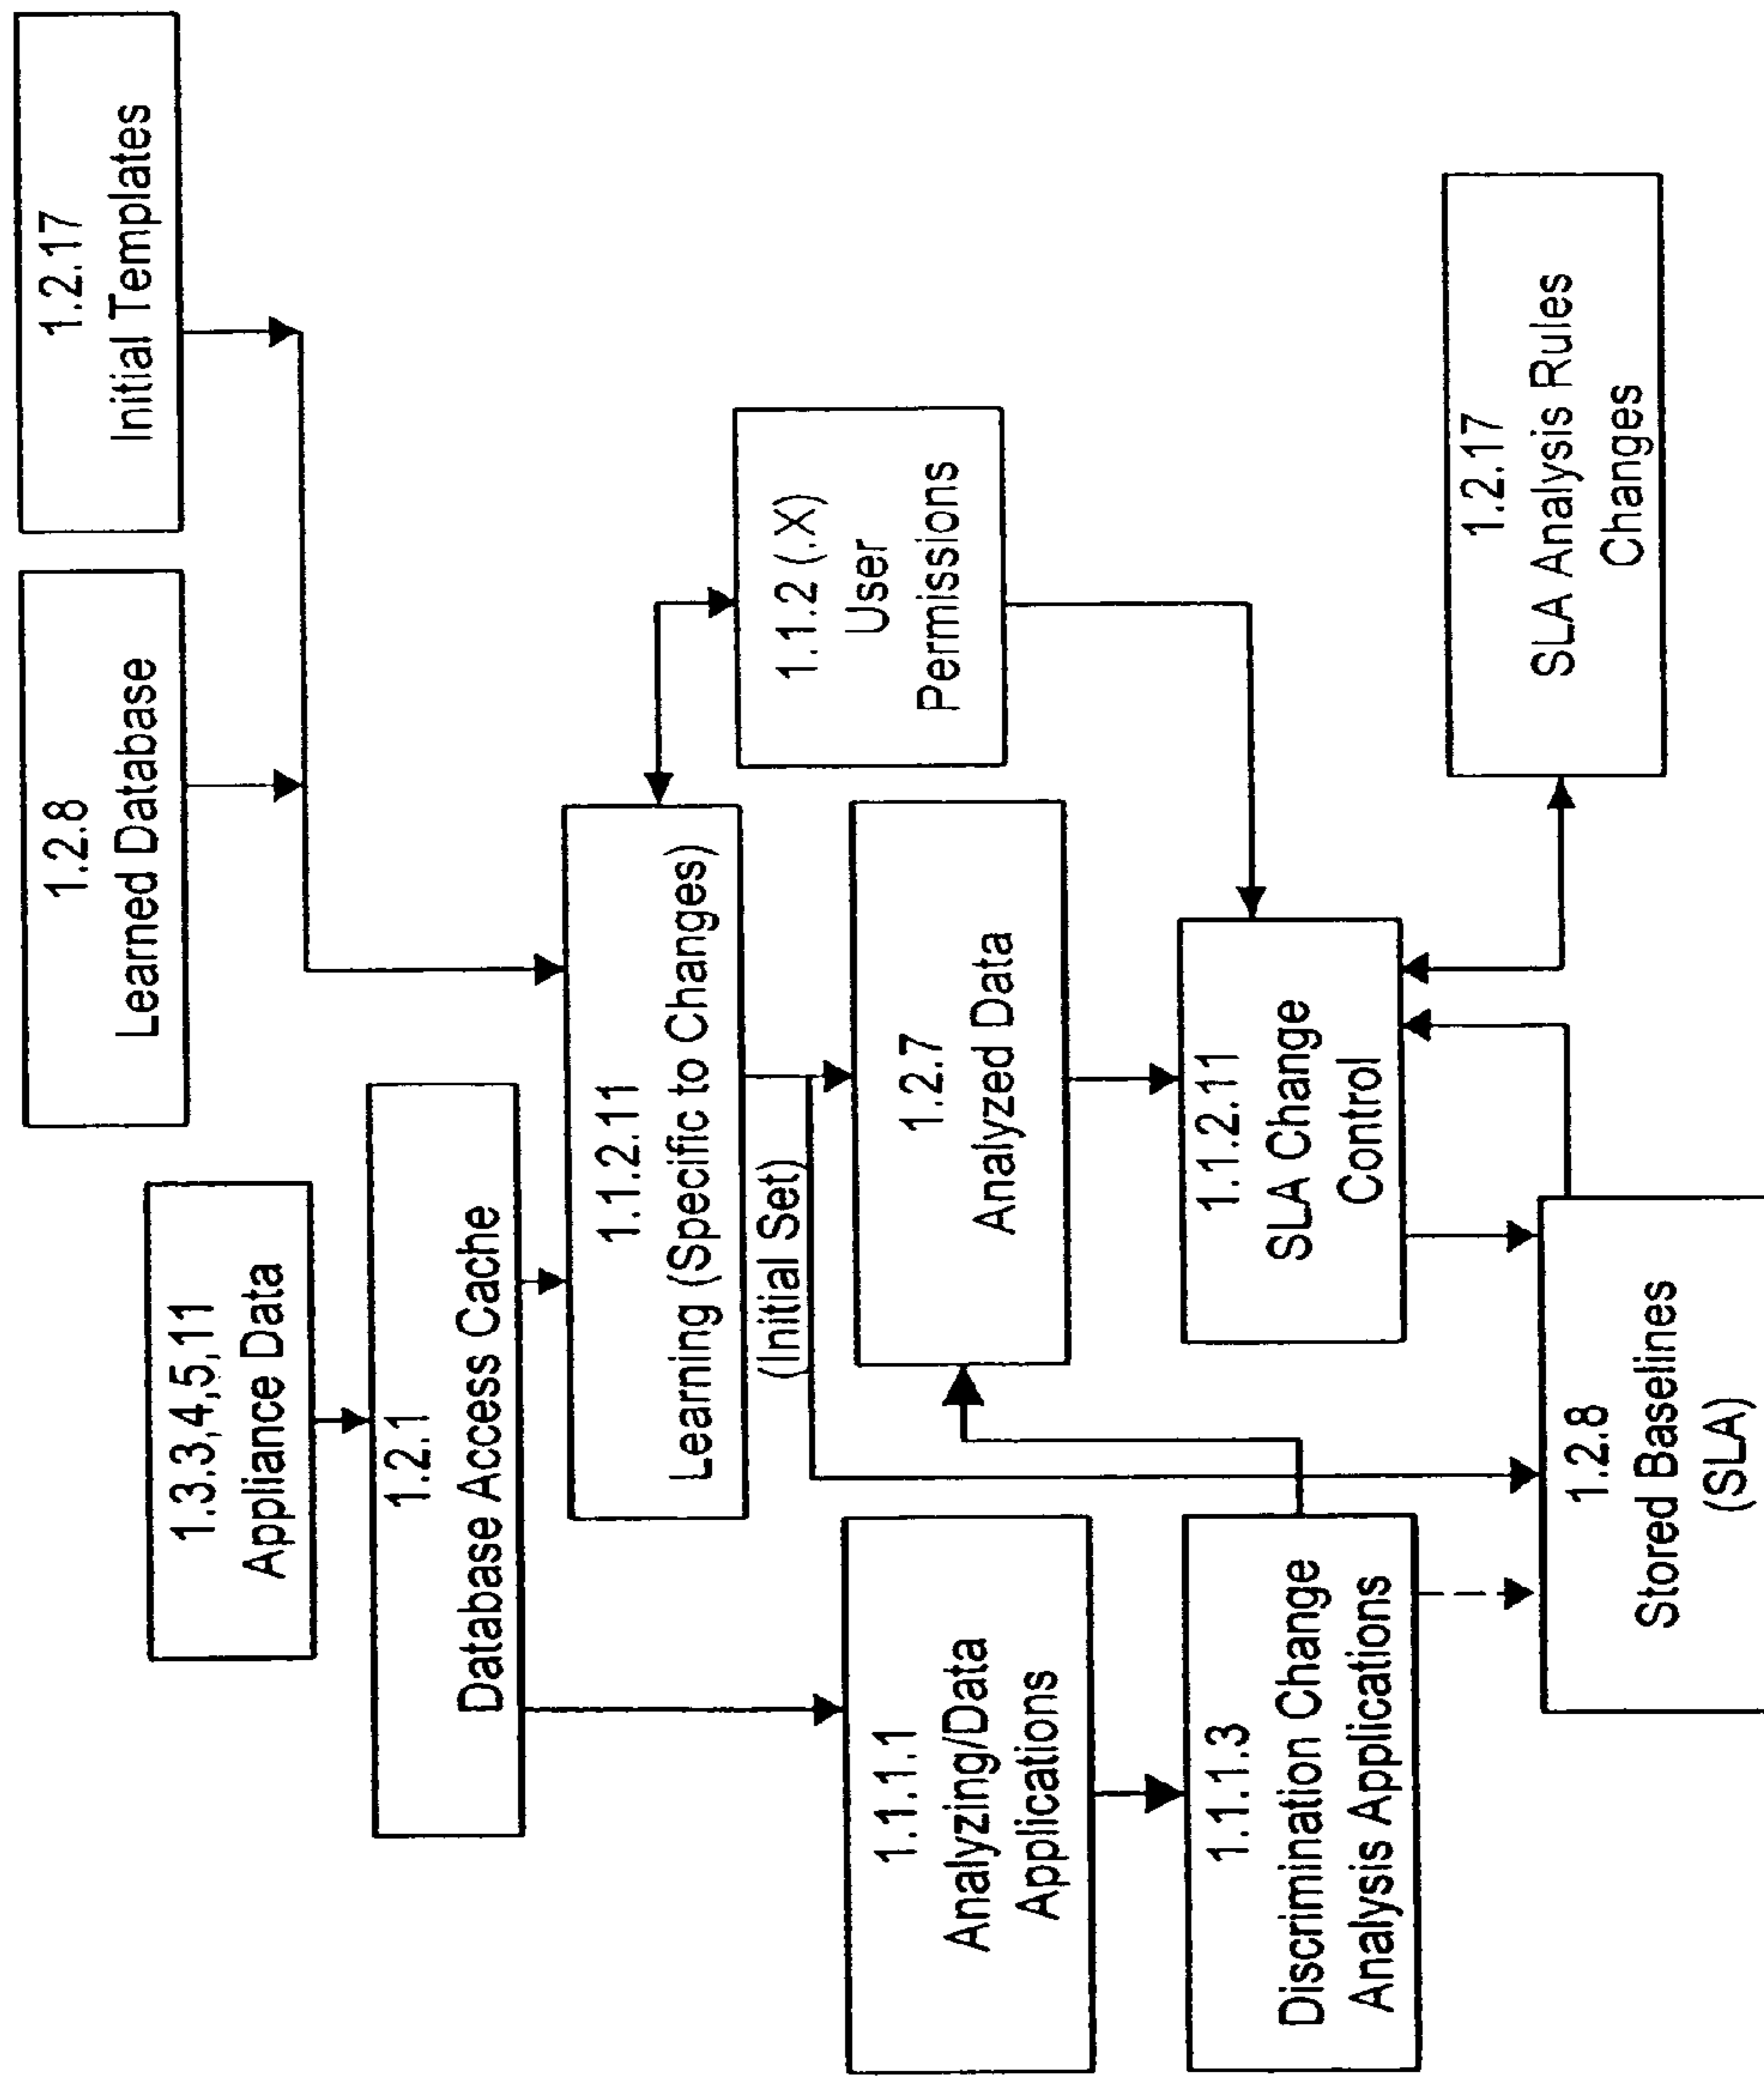 1.2.17
Initial Templates
1.2.8
Learned Database
1.3.3,4,5,11
Appliance Data
1.2.1
Database Access Cache
1.1.2.11
Learning (Specific to Changes)
(Initial Set)
1.1.2 (.X)
User
Permissions
1.2.7
Analyzed Data
1.1.1.1
Analyzing/Data
Applications
1.1.2.11
SLA Change
Control
1.1.1.3
Discrimination Change
Analysis Applications
1.2.17
SLA Analysis Rules
Changes
1.2.8
Stored Baselines
(SLA)